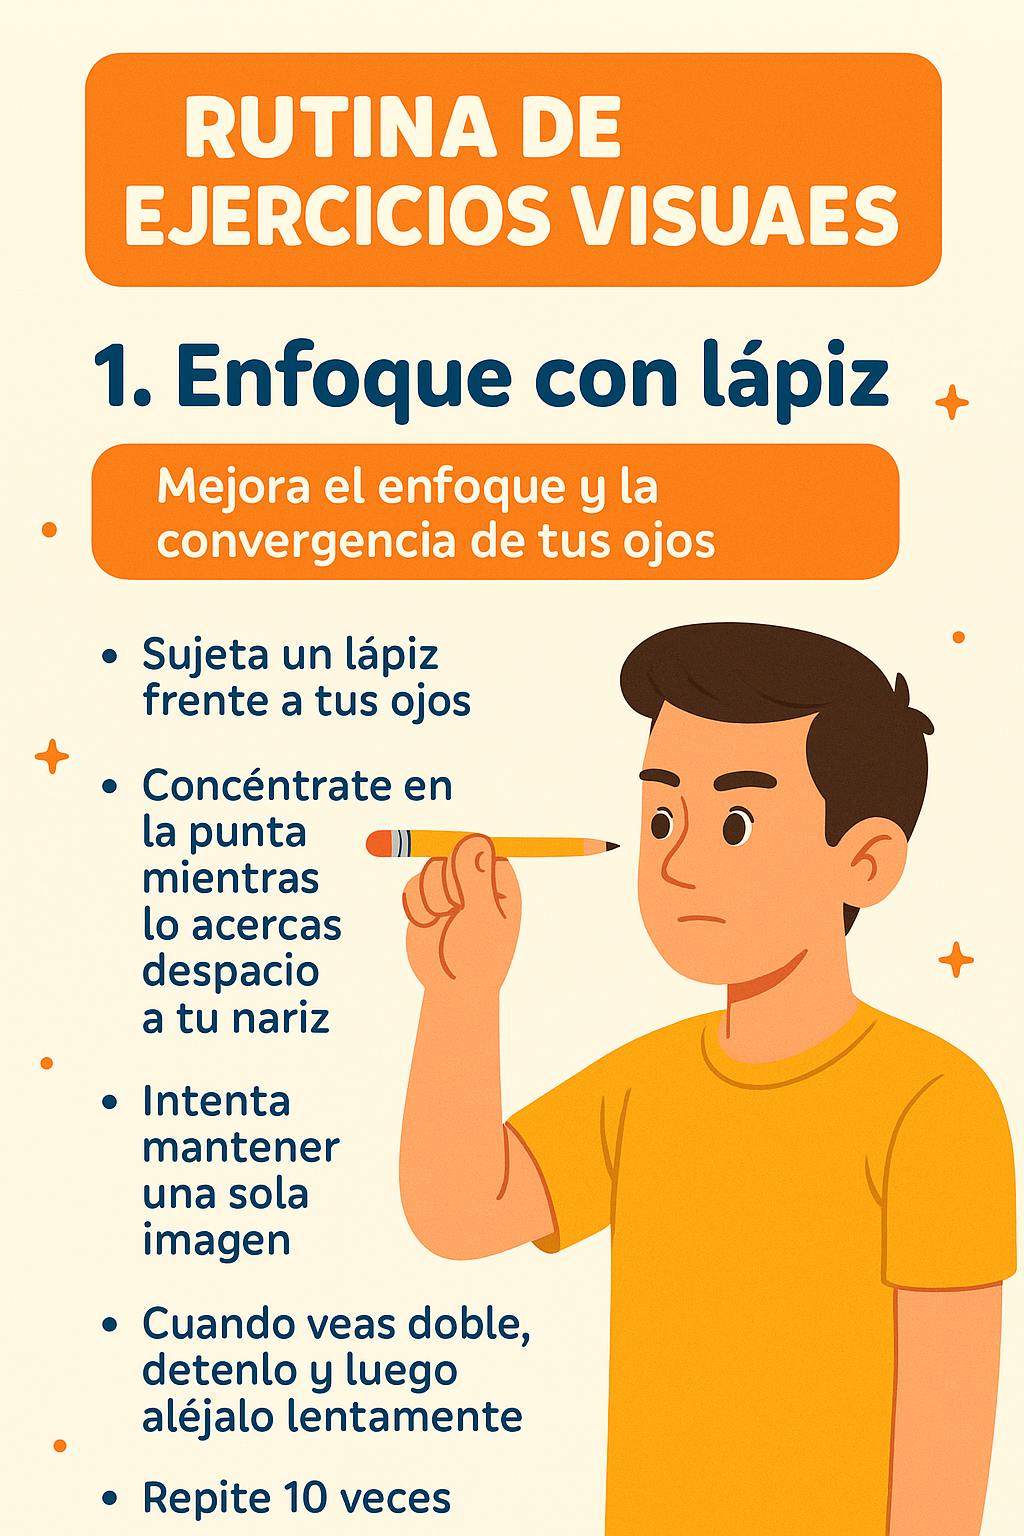 RUTINA DE
EJERCICIOS VISUAES
1. Enfoque con lápiz
Mejora el enfoque y la
convergencia de tus ojos
• Sujeta un lápiz
frente a tus ojos
• Concéntrate en
la punta
mientras
lo acercas
despacio
a tu nariz
• Intenta
mantener
una sola
imagen
• Cuando veas doble,
detenlo y luego
aléjalo lentamente
• Repite 10 veces